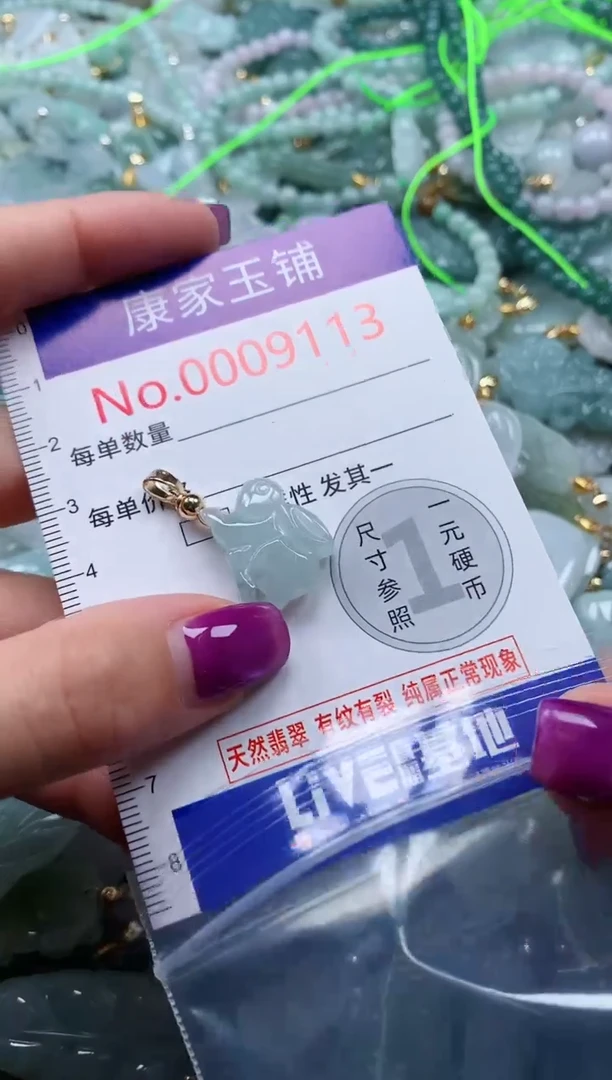 康家玉铺
No.0009113
每单数量
每单价
性 发其一
尺寸参照
1
一元硬币
天然翡翠 有纹有裂 纯属正常现象
LiVE
基地
0
1
2
3
4
7
8